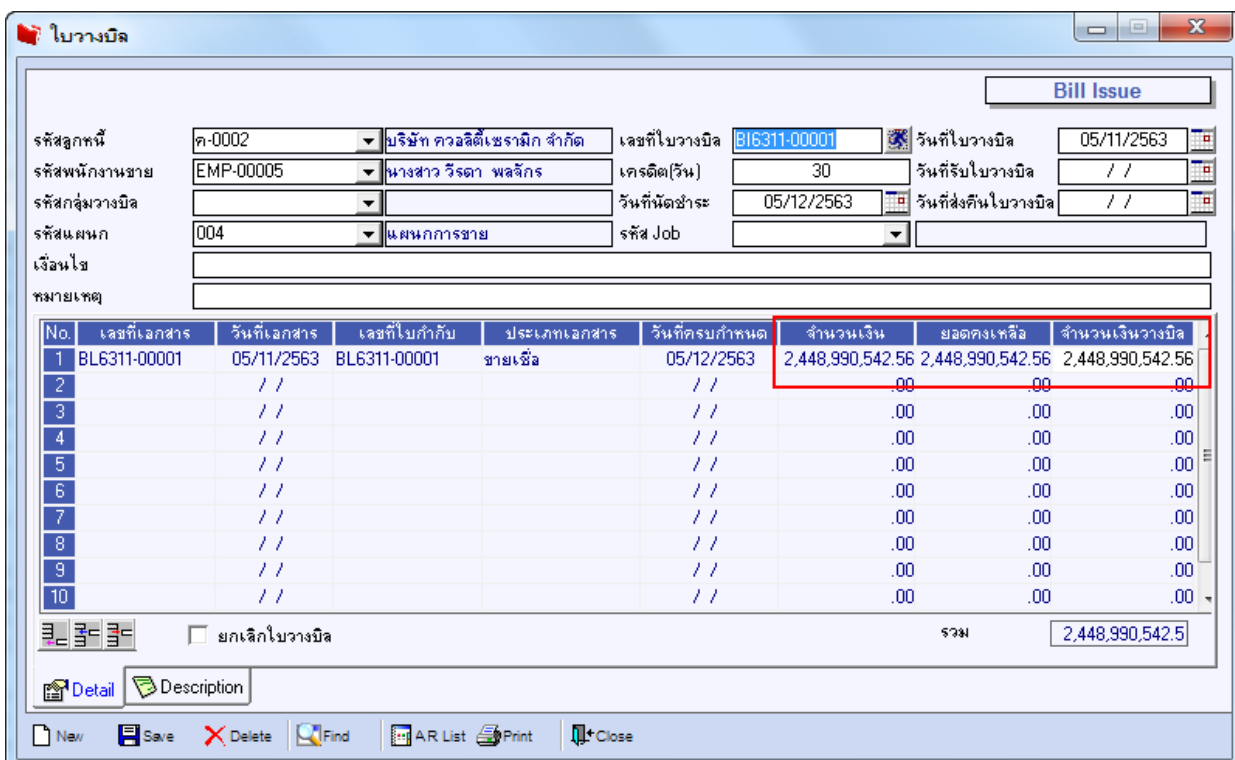 ใบวางบิล
Bill Issue
รหัสลูกหนี้ ค-0002 บริษัท ควอลิตี้เซรามิก จำกัด เลขที่ใบวางบิล BI6311-00001 วันที่ใบวางบิล 05/11/2563
รหัสพนักงานขาย EMP-00005 นางสาว วีรดา พลจักร เครดิต(วัน) 30 วันที่รับใบวางบิล / /
รหัสกลุ่มวางบิล วันที่นัดชำระ 05/12/2563 วันที่ส่งคืนใบวางบิล / /
รหัสแผนก 004 แผนกการขาย รหัส Job
เงื่อนไข
หมายเหตุ
No. เลขที่เอกสาร วันที่เอกสาร เลขที่ใบกำกับ ประเภทเอกสาร วันที่ครบกำหนด จำนวนเงิน ยอดคงเหลือ จำนวนเงินวางบิล
1 BL6311-00001 05/11/2563 BL6311-00001 ขายเชื่อ 05/12/2563 2,448,990,542.56 2,448,990,542.56 2,448,990,542.56
2 / / / / .00 .00 .00
3 / / / / .00 .00 .00
4 / / / / .00 .00 .00
5 / / / / .00 .00 .00
6 / / / / .00 .00 .00
7 / / / / .00 .00 .00
8 / / / / .00 .00 .00
9 / / / / .00 .00 .00
10 / / / / .00 .00 .00
ยกเลิกใบวางบิล รวม 2,448,990,542.5
Detail Description
New Save Delete Find AR List Print Close